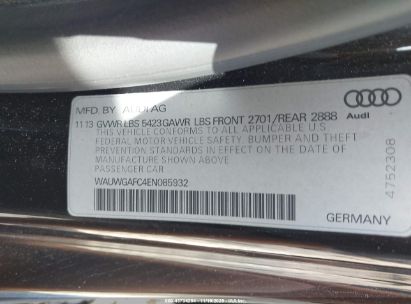 MFD. BY AUDI AG
11.13 GVWR LBS 5423 GAWR LBS FRONT 2701/REAR 2888
THIS VEHICLE CONFORMS TO ALL APPLICABLE U.S.
FEDERAL MOTOR VEHICLE SAFETY, BUMPER AND THEFT
PREVENTION STANDARDS IN EFFECT ON THE DATE OF
MANUFACTURE SHOWN ABOVE.
PASSENGER CAR
WAUWGAFC4EN085932
Audi
4752308
GERMANY